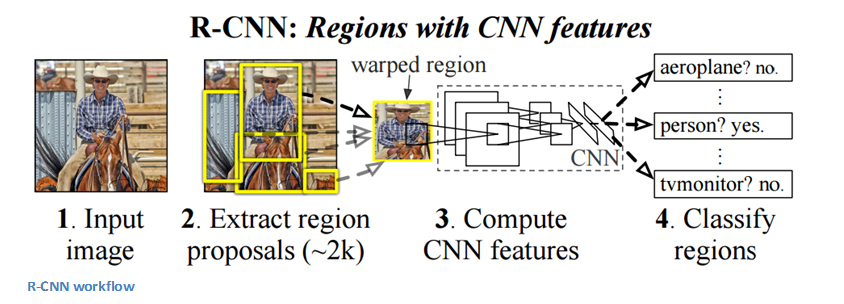 R-CNN: Regions with CNN features
warped region
aeroplane? no.
person? yes.
tvmonitor? no.
CNN
1. Input
image
2. Extract region
proposals (~2k)
3. Compute
CNN features
4. Classify
regions
R-CNN workflow